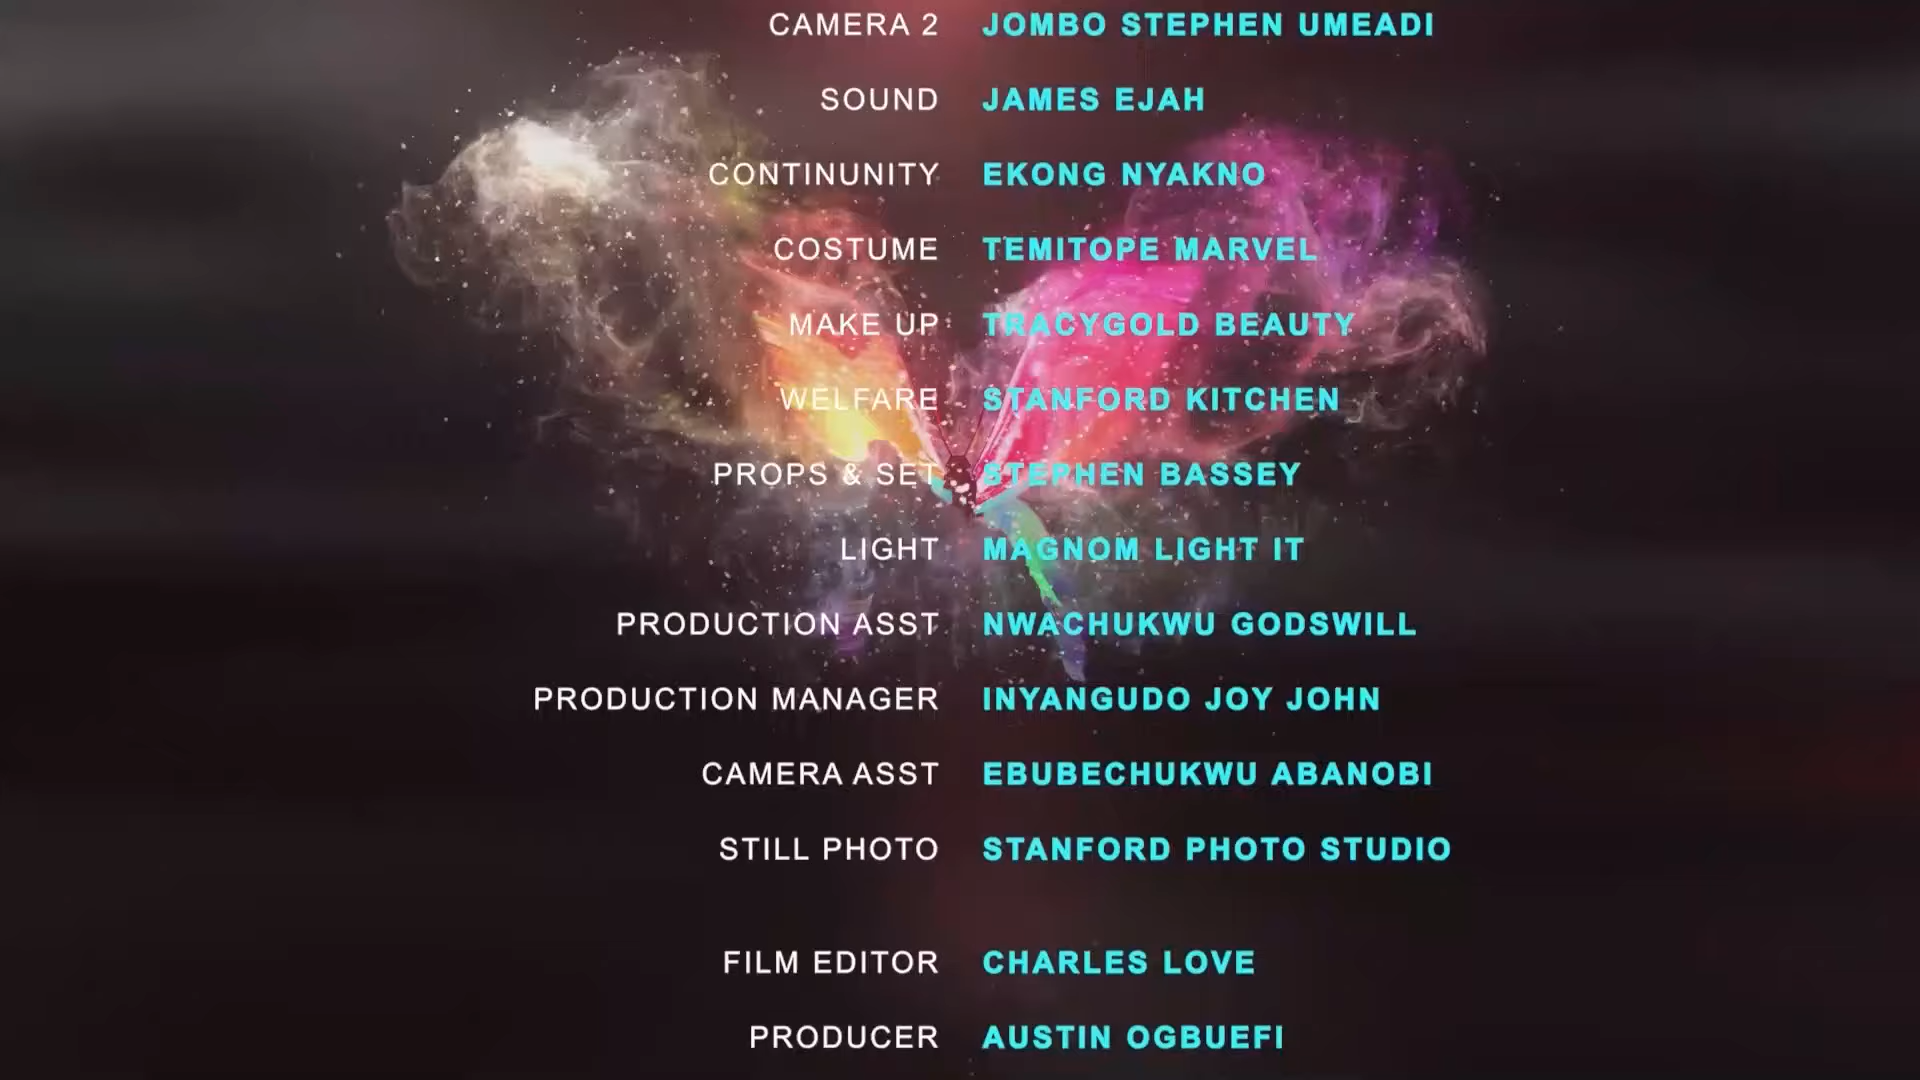 CAMERA 2 JOMBO STEPHEN UMEADI
SOUND JAMES EJAH
CONTINUNITY EKONG NYAKNO
COSTUME TEMITOPE MARVEL
MAKE UP TRACYGOLD BEAUTY
WELFARE STANFORD KITCHEN
PROPS & SET STEPHEN BASSEY
LIGHT MAGNOM LIGHT IT
PRODUCTION ASST NWACHUKWU GODSWILL
PRODUCTION MANAGER INYANGUDO JOY JOHN
CAMERA ASST EBUBECHUKWU ABANOBI
STILL PHOTO STANFORD PHOTO STUDIO
FILM EDITOR CHARLES LOVE
PRODUCER AUSTIN OGBUEFI